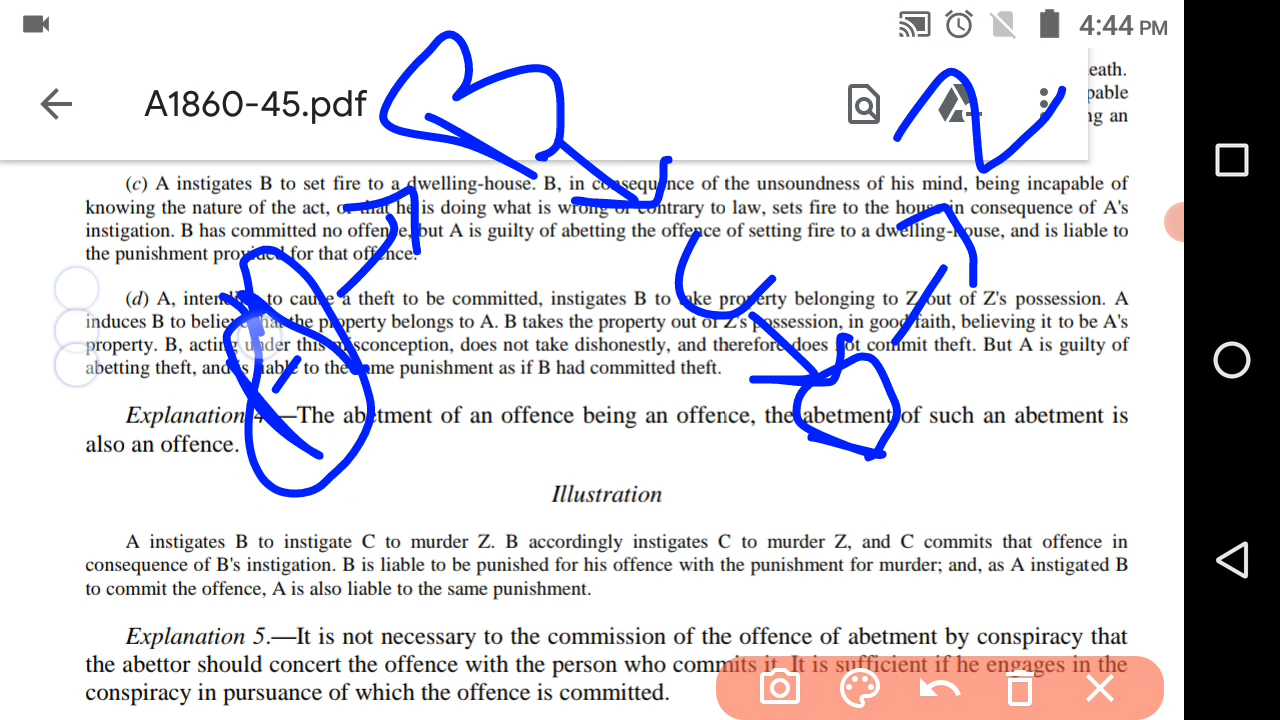 4:44 PM
A1860-45.pdf
eath.
pable
ng an
(c) A instigates B to set fire to a dwelling-house. B, in consequence of the unsoundness of his mind, being incapable of
knowing the nature of the act, or that he is doing what is wrong or contrary to law, sets fire to the house in consequence of A's
instigation. B has committed no offence, but A is guilty of abetting the offence of setting fire to a dwelling-house, and is liable to
the punishment provided for that offence.
(d) A, intending to cause a theft to be committed, instigates B to take property belonging to Z out of Z's possession. A
induces B to believe that the property belongs to A. B takes the property out of Z's possession, in good faith, believing it to be A's
property. B, acting under this misconception, does not take dishonestly, and therefore does not commit theft. But A is guilty of
abetting theft, and is liable to the same punishment as if B had committed theft.
Explanation 4.—The abetment of an offence being an offence, the abetment of such an abetment is
also an offence.
Illustration
A instigates B to instigate C to murder Z. B accordingly instigates C to murder Z, and C commits that offence in
consequence of B's instigation. B is liable to be punished for his offence with the punishment for murder; and, as A instigated B
to commit the offence, A is also liable to the same punishment.
Explanation 5.—It is not necessary to the commission of the offence of abetment by conspiracy that
the abettor should concert the offence with the person who commits it. It is sufficient if he engages in the
conspiracy in pursuance of which the offence is committed.